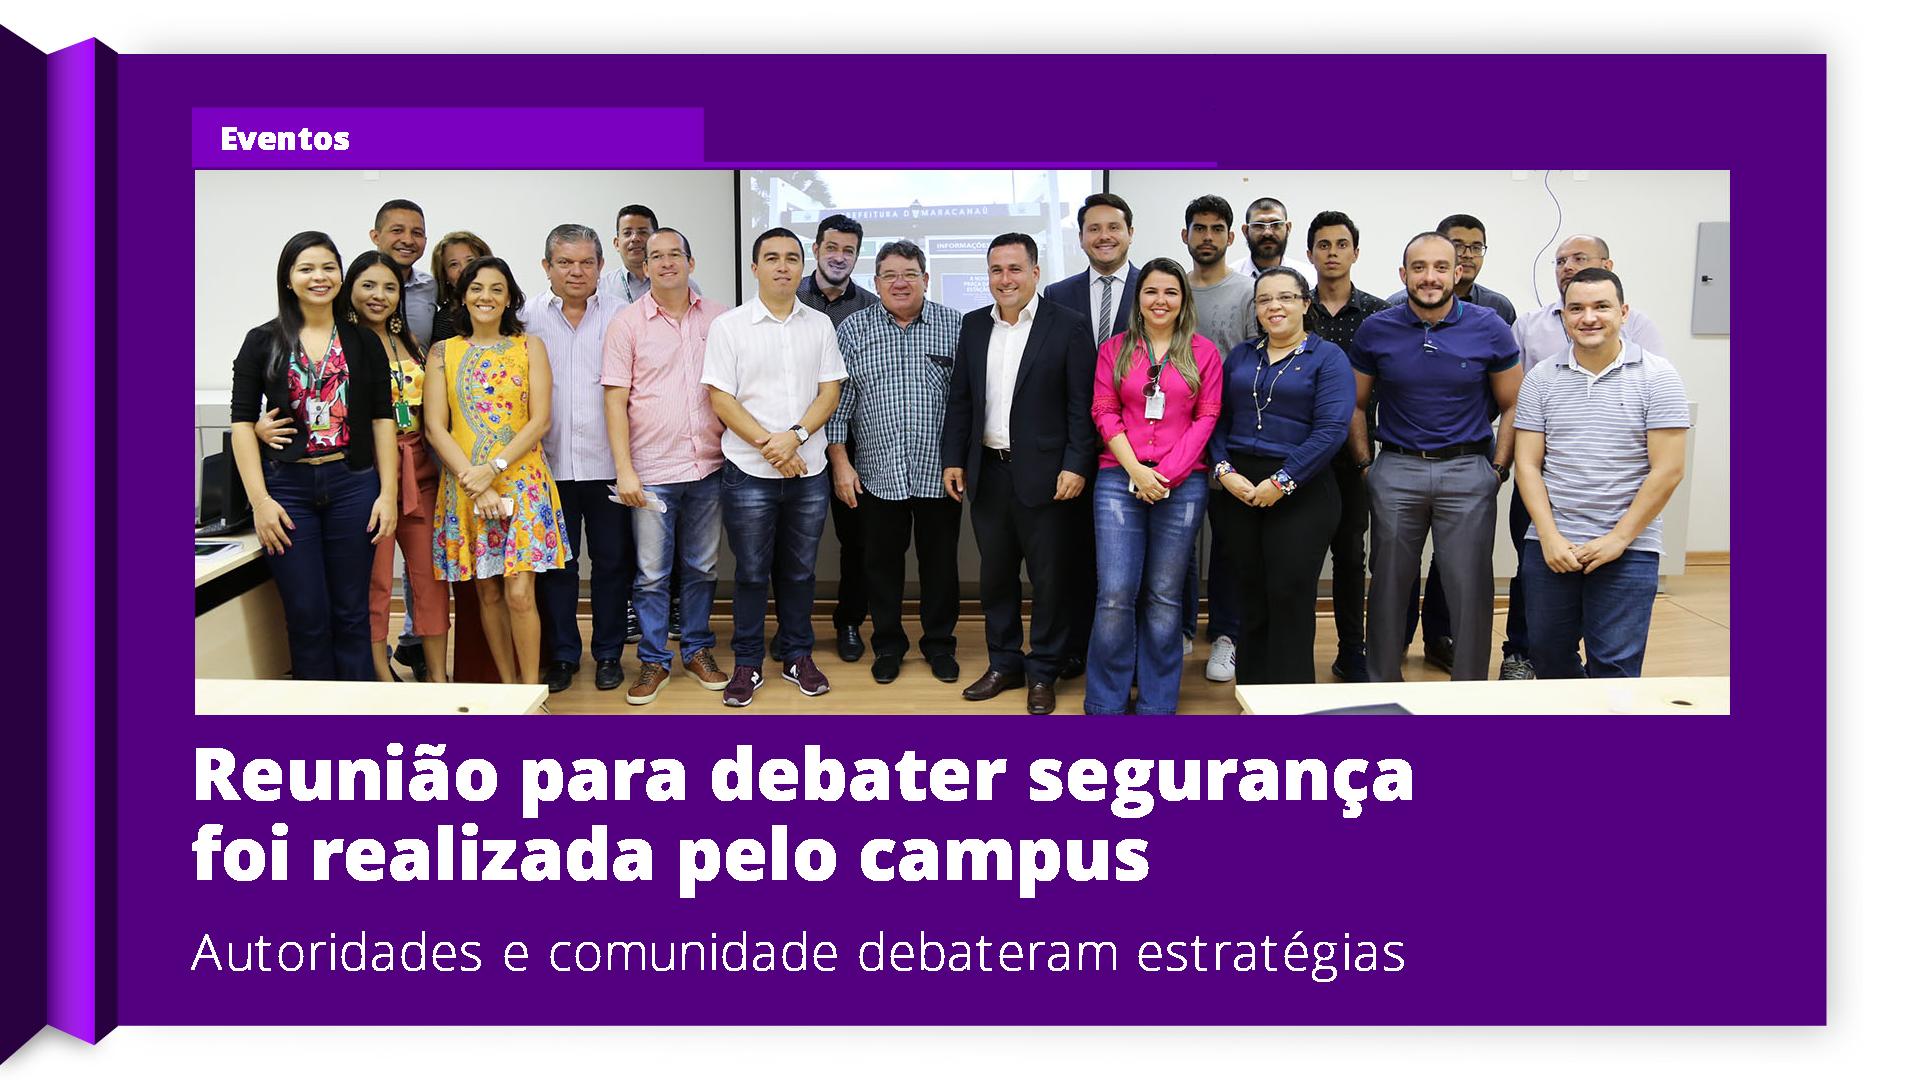 Eventos
PREFEITURA DE MARACANAÚ
INFORMAÇÕES
Reunião para debater segurança
foi realizada pelo campus
Autoridades e comunidade debateram estratégias